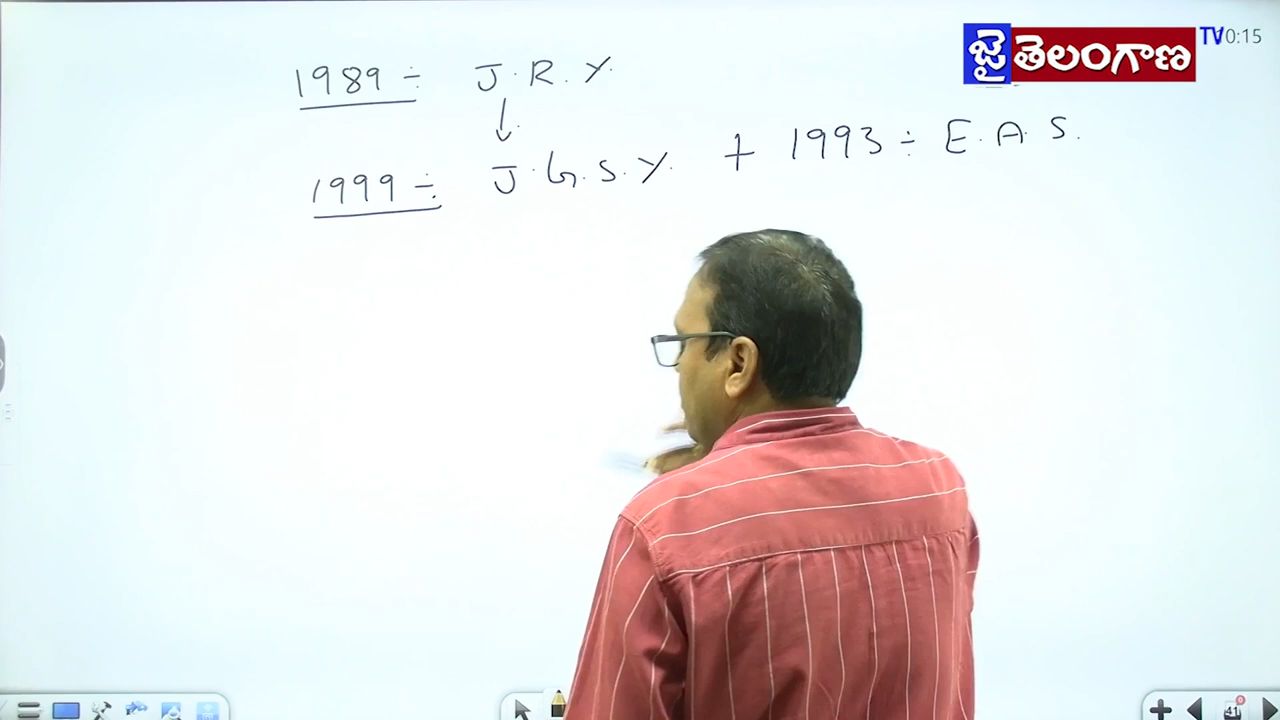 జై తెలంగాణ TV 0:15
1989 ÷ J. R. Y.
↓
1999 ÷ J. G. S. Y. + 1993 ÷ E. A. S.
41